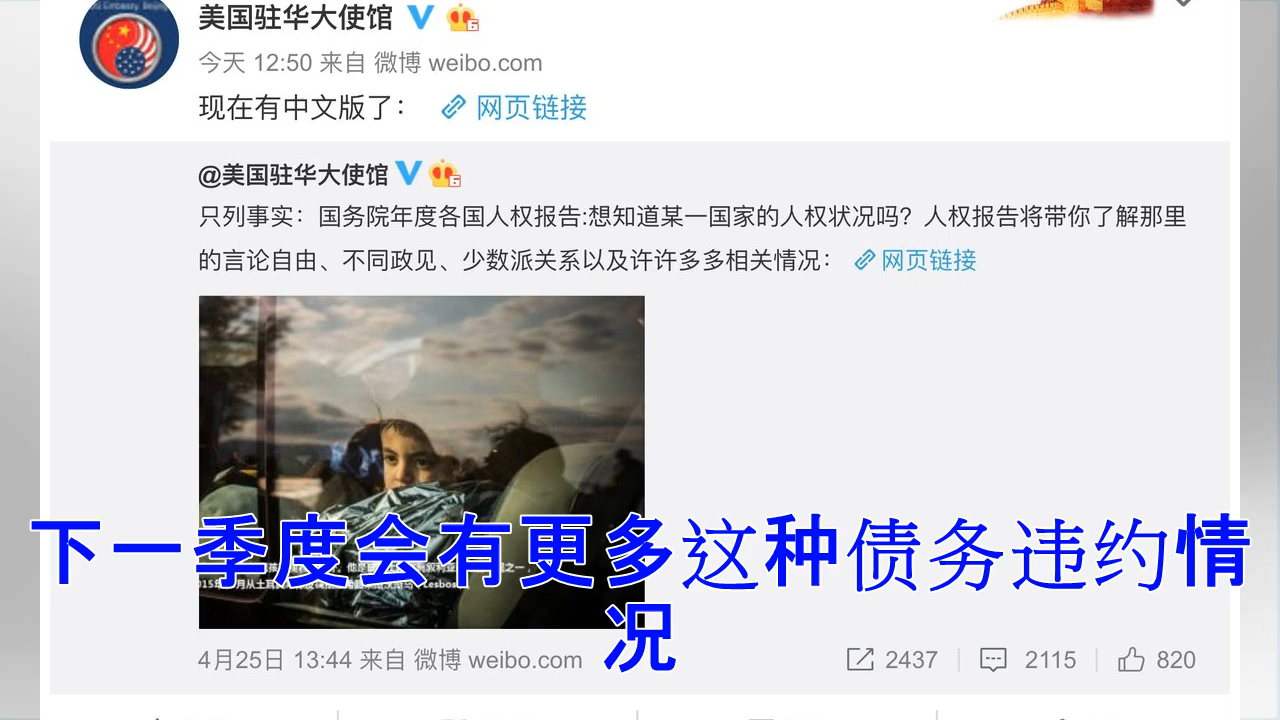 美国驻华大使馆
今天 12:50 来自 微博 weibo.com
现在有中文版了： 网页链接
@美国驻华大使馆
只列事实：国务院年度各国人权报告:想知道某一国家的人权状况吗？人权报告将带你了解那里
的言论自由、不同政见、少数派关系以及许许多多相关情况： 网页链接
下一季度会有更多这种债务违约情
况
4月25日 13:44 来自 微博 weibo.com 2437 2115 820